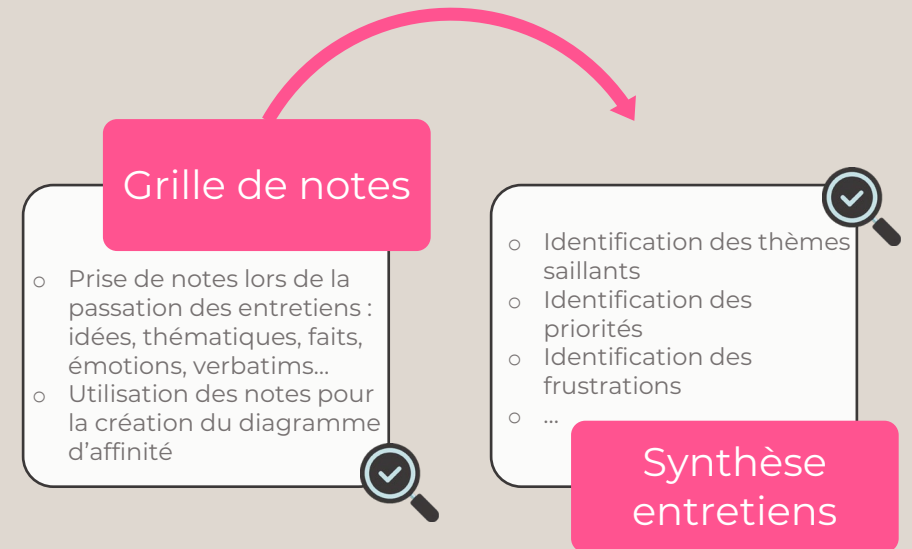 Grille de notes
○ Prise de notes lors de la
passation des entretiens :
idées, thématiques, faits,
émotions, verbatims...
○ Utilisation des notes pour
la création du diagramme
d’affinité
○ Identification des thèmes
saillants
○ Identification des
priorités
○ Identification des
frustrations
○ ...
Synthèse
entretiens